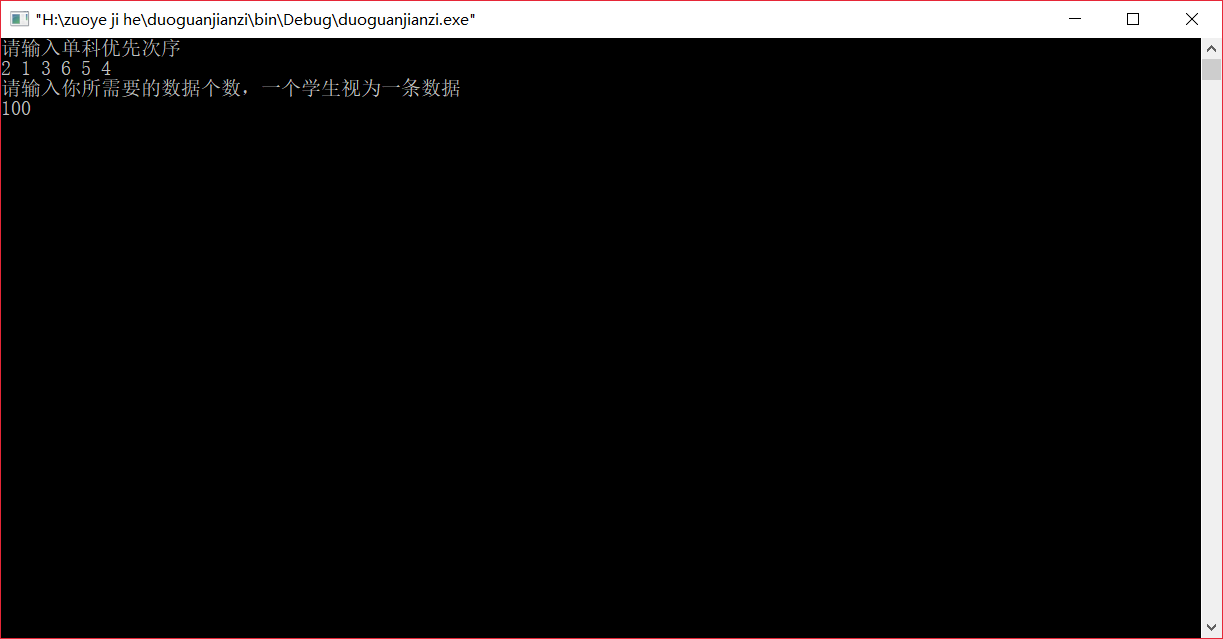 "H:\zuoye ji he\duoguanjianzi\bin\Debug\duoguanjianzi.exe"
请输入单科优先次序
2 1 3 6 5 4
请输入你所需要的数据个数，一个学生视为一条数据
100